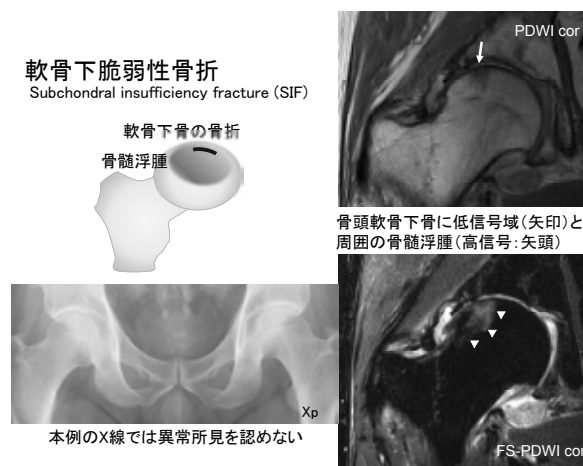 軟骨下脆弱性骨折
Subchondral insufficiency fracture (SIF)
軟骨下骨の骨折
骨髄浮腫
Xp
本例のX線では異常所見を認めない
PDWI cor
骨頭軟骨下骨に低信号域(矢印)と
周囲の骨髄浮腫(高信号:矢頭)
FS-PDWI cor